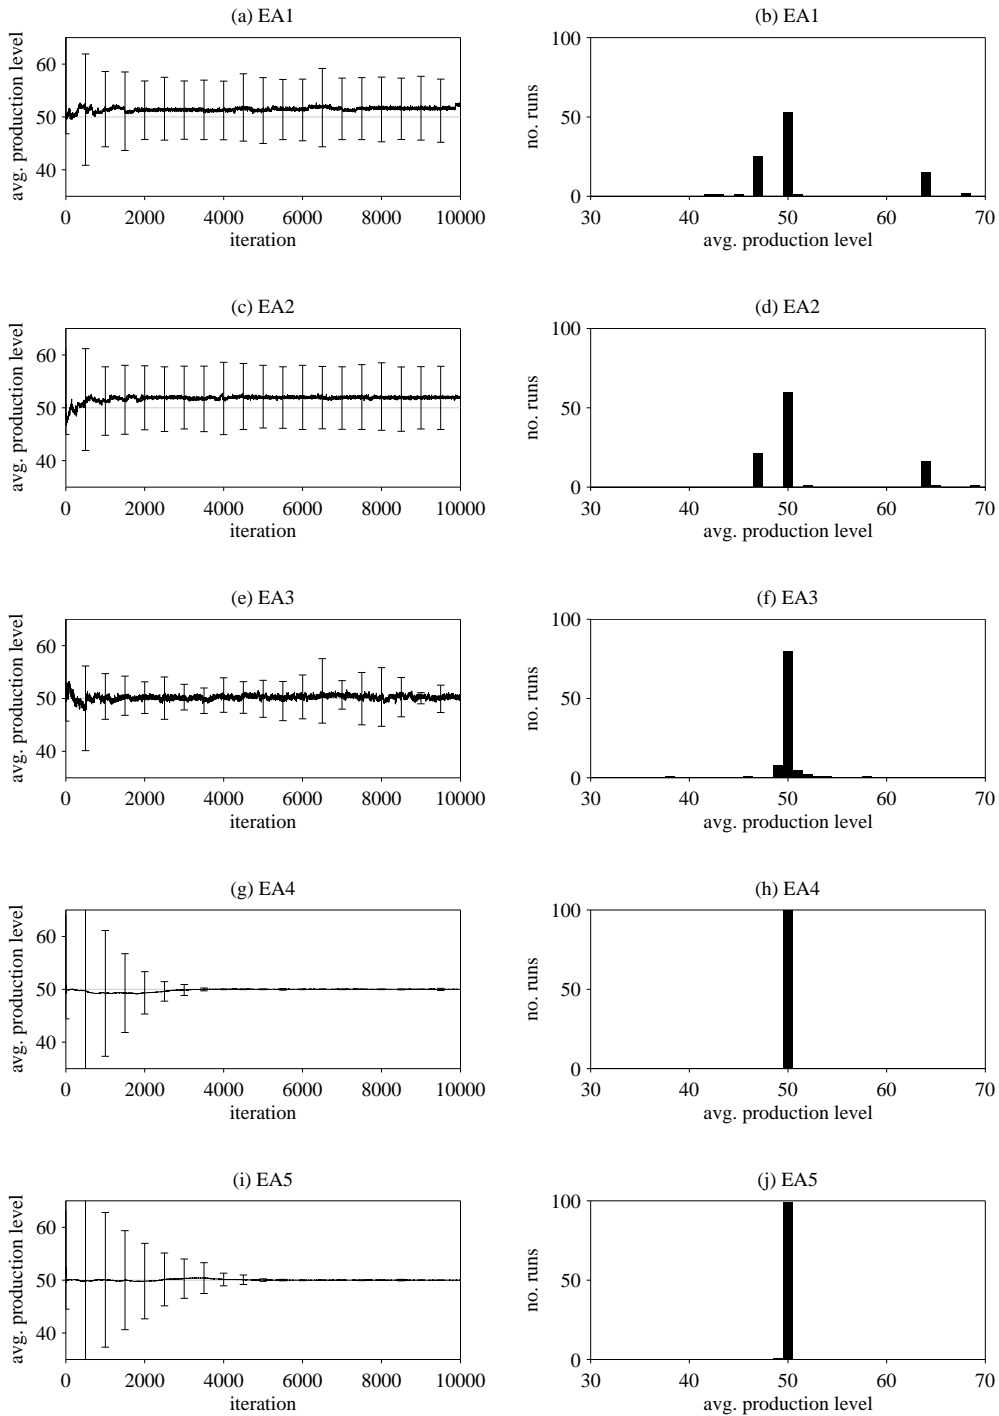 (a) EA1
avg. production level
60
50
40
0 2000 4000 6000 8000 10000
iteration
(b) EA1
no. runs
100
50
0
30 40 50 60 70
avg. production level
(c) EA2
avg. production level
60
50
40
0 2000 4000 6000 8000 10000
iteration
(d) EA2
no. runs
100
50
0
30 40 50 60 70
avg. production level
(e) EA3
avg. production level
60
50
40
0 2000 4000 6000 8000 10000
iteration
(f) EA3
no. runs
100
50
0
30 40 50 60 70
avg. production level
(g) EA4
avg. production level
60
50
40
0 2000 4000 6000 8000 10000
iteration
(h) EA4
no. runs
100
50
0
30 40 50 60 70
avg. production level
(i) EA5
avg. production level
60
50
40
0 2000 4000 6000 8000 10000
iteration
(j) EA5
no. runs
100
50
0
30 40 50 60 70
avg. production level